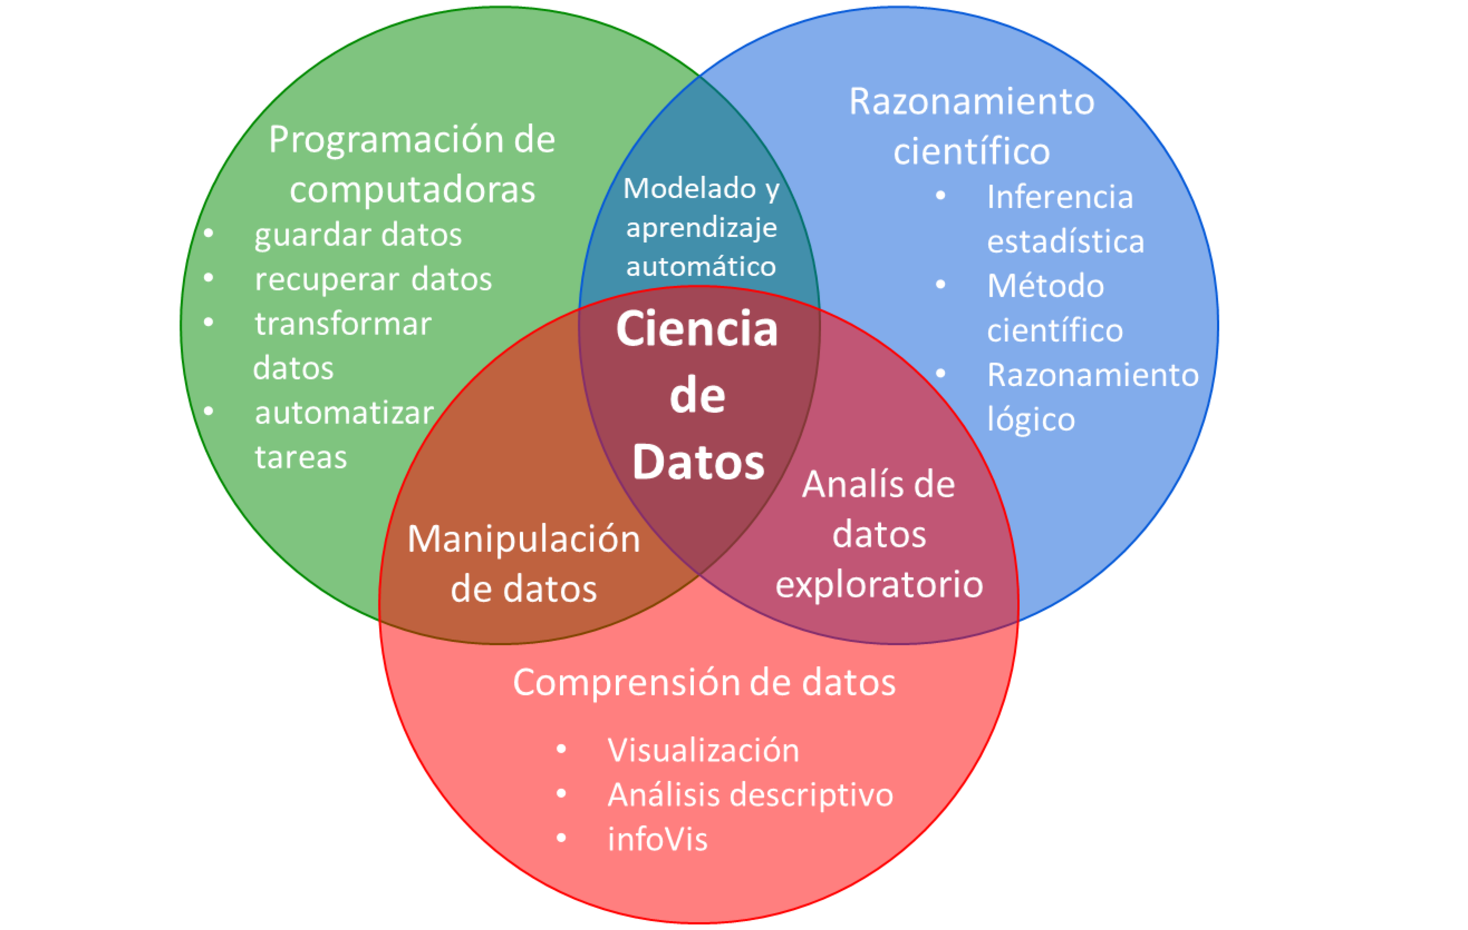 Programación de
computadoras
• guardar datos
• recuperar datos
• transformar
datos
• automatizar
tareas
Modelado y
aprendizaje
automático
Razonamiento
científico
• Inferencia
estadística
• Método
científico
• Razonamiento
lógico
Ciencia
de
Datos
Manipulación
de datos
Analís de
datos
exploratorio
Comprensión de datos
• Visualización
• Análisis descriptivo
• infoVis